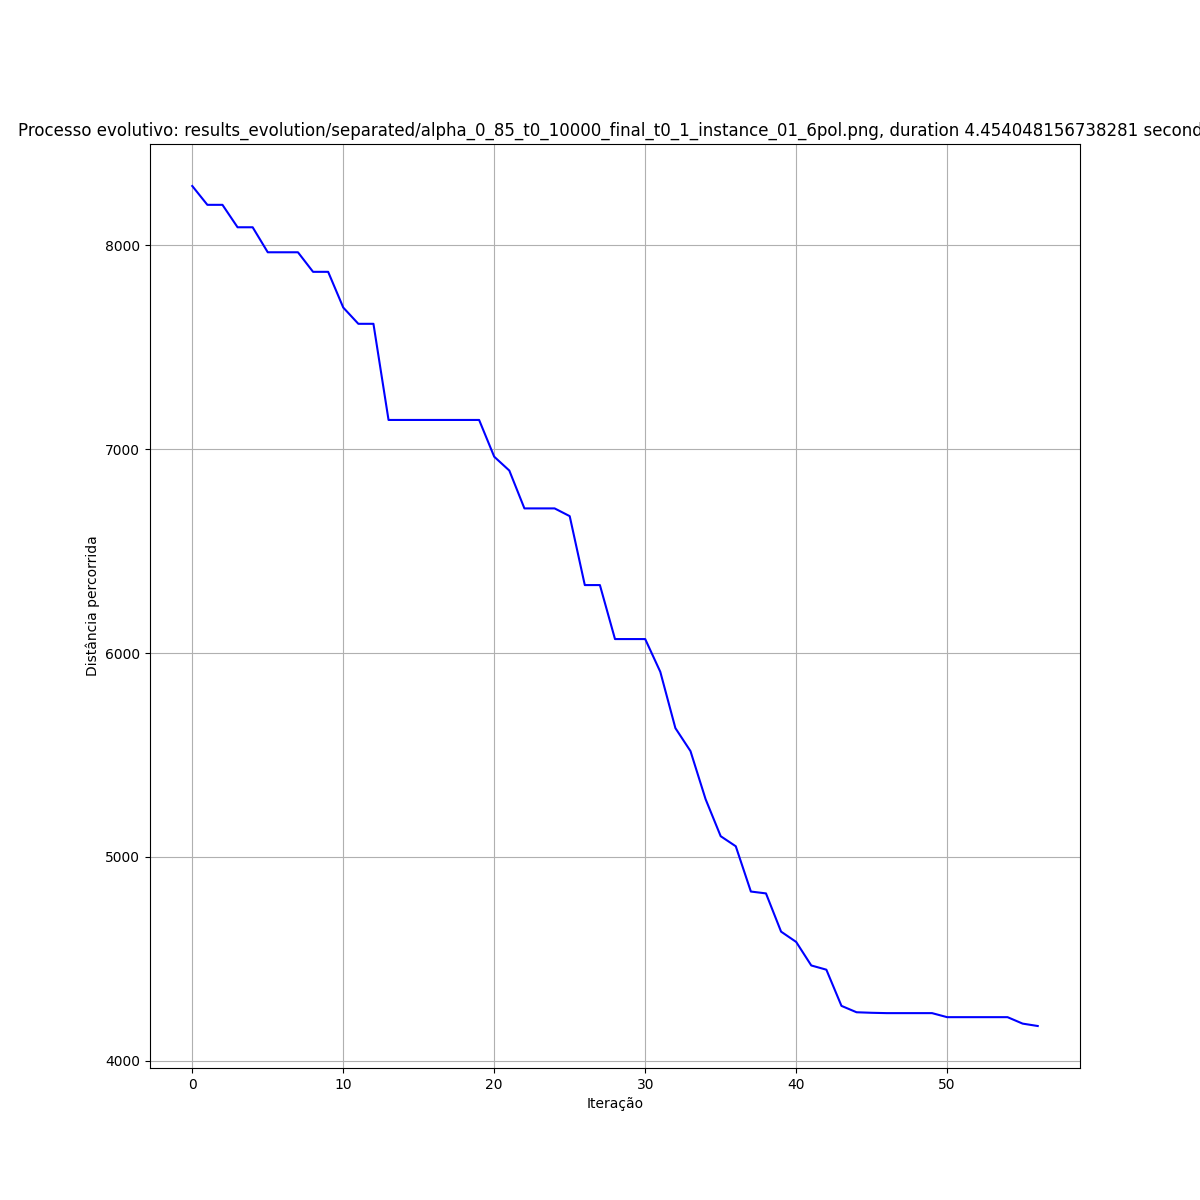 Processo evolutivo: results_evolution/separated/alpha_0_85_t0_10000_final_t0_1_instance_01_6pol.png, duration 4.454048156738281 second
8000
7000
6000
5000
4000
Distância percorrida
0 10 20 30 40 50
Iteração